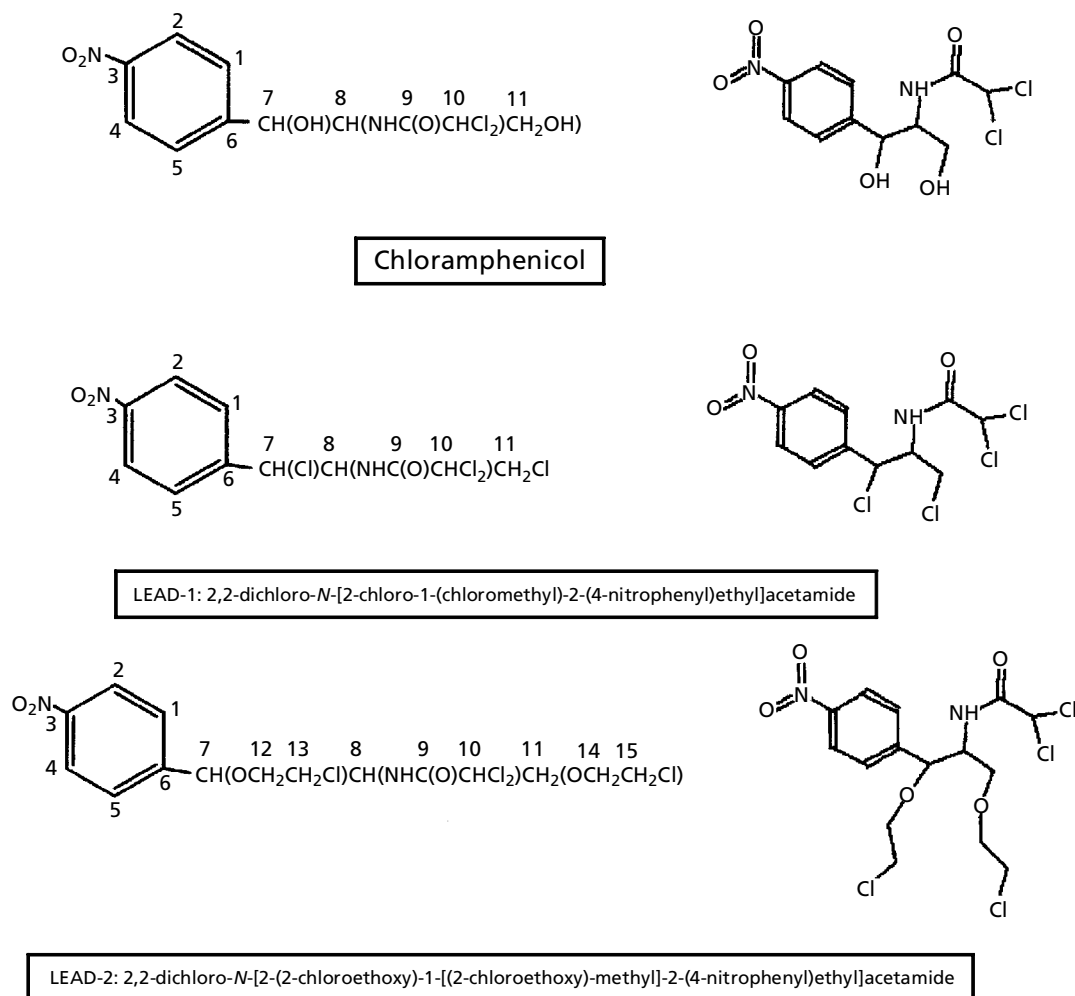 2
O₂N
1
3
7 8 9 10 11
4
CH(OH)CH(NHC(O)CHCl₂)CH₂OH)
6
5
O
N
O
O
NH
Cl
Cl
OH
OH
Chloramphenicol
2
O₂N
1
3
7 8 9 10 11
4
CH(Cl)CH(NHC(O)CHCl₂)CH₂Cl
6
5
O
N
O
O
NH
Cl
Cl
Cl
Cl
LEAD-1: 2,2-dichloro-N-[2-chloro-1-(chloromethyl)-2-(4-nitrophenyl)ethyl]acetamide
2
O₂N
1
3
7 12 13 8 9 10 11 14 15
4
CH(OCH₂CH₂Cl)CH(NHC(O)CHCl₂)CH₂(OCH₂CH₂Cl)
6
5
O
N
O
O
NH
Cl
Cl
O
O
Cl
Cl
LEAD-2: 2,2-dichloro-N-[2-(2-chloroethoxy)-1-[(2-chloroethoxy)-methyl]-2-(4-nitrophenyl)ethyl]acetamide